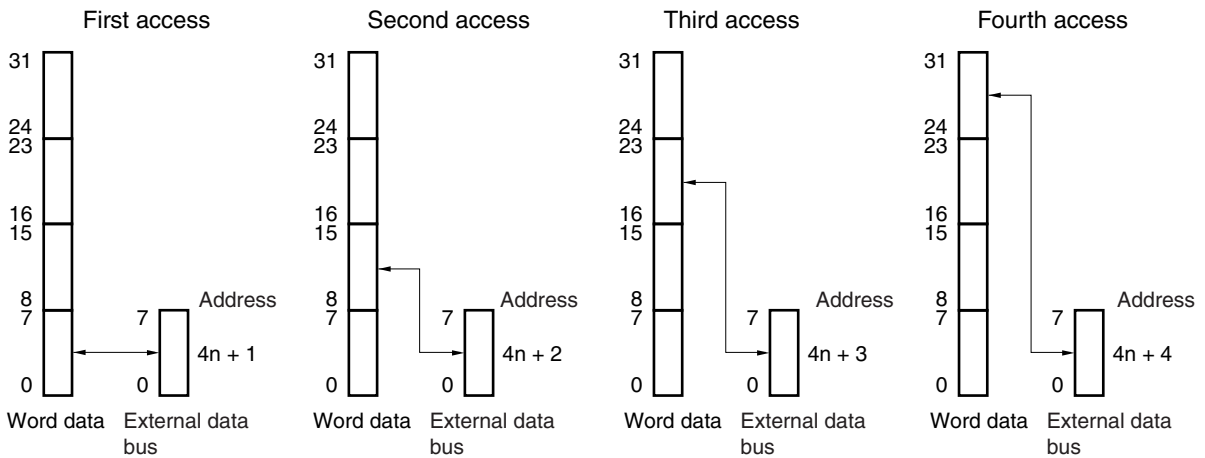 First access
31
24
23
16
15
8
7
0
Address
7
4n + 1
0
Word data
External data
bus
Second access
31
24
23
16
15
8
7
0
Address
7
4n + 2
0
Word data
External data
bus
Third access
31
24
23
16
15
8
7
0
Address
7
4n + 3
0
Word data
External data
bus
Fourth access
31
24
23
16
15
8
7
0
Address
7
4n + 4
0
Word data
External data
bus